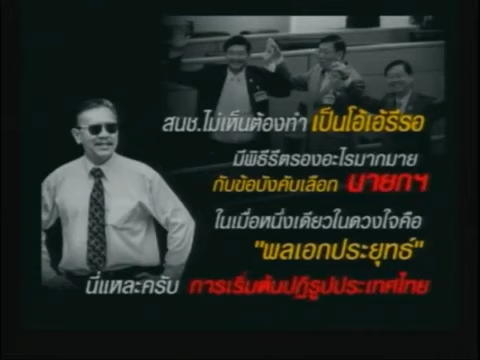 สนช.ไม่เห็นต้องทำ เป็นโอ้เอ้รีรอ
มีพิธีรีตรองอะไรมากมาย
กับข้อบังคับเลือก นายกฯ
ในเมื่อหนึ่งเดียวในดวงใจคือ
"พลเอกประยุทธ์"
นี่แหละครับ การเริ่มต้นปฏิรูปประเทศไทย